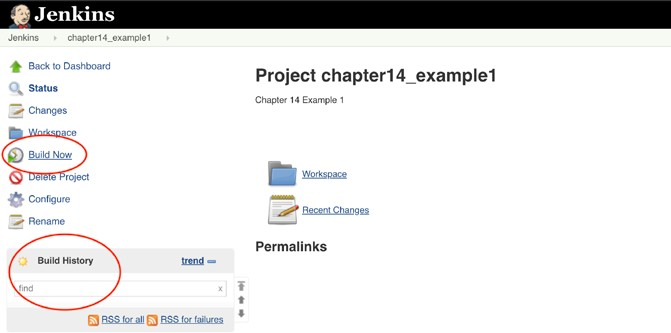 Jenkins
Jenkins chapter14_example1
Back to Dashboard
Status
Changes
Workspace
Build Now
Delete Project
Configure
Rename
Build History trend
find x
RSS for all RSS for failures
Project chapter14_example1
Chapter 14 Example 1
Workspace
Recent Changes
Permalinks